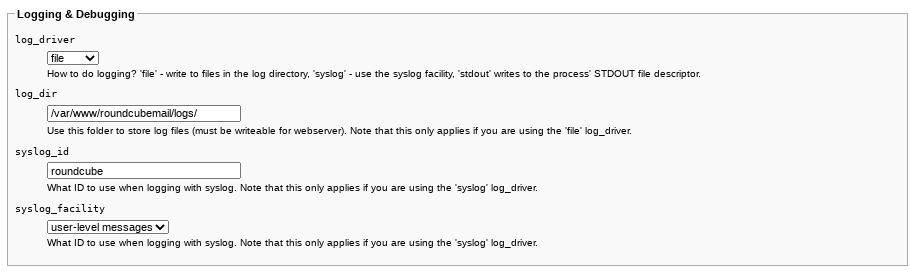 Logging & Debugging
log_driver
file
How to do logging? 'file' - write to files in the log directory, 'syslog' - use the syslog facility, 'stdout' writes to the process' STDOUT file descriptor.
log_dir
/var/www/roundcubemail/logs/
Use this folder to store log files (must be writeable for webserver). Note that this only applies if you are using the 'file' log_driver.
syslog_id
roundcube
What ID to use when logging with syslog. Note that this only applies if you are using the 'syslog' log_driver.
syslog_facility
user-level messages
What ID to use when logging with syslog. Note that this only applies if you are using the 'syslog' log_driver.